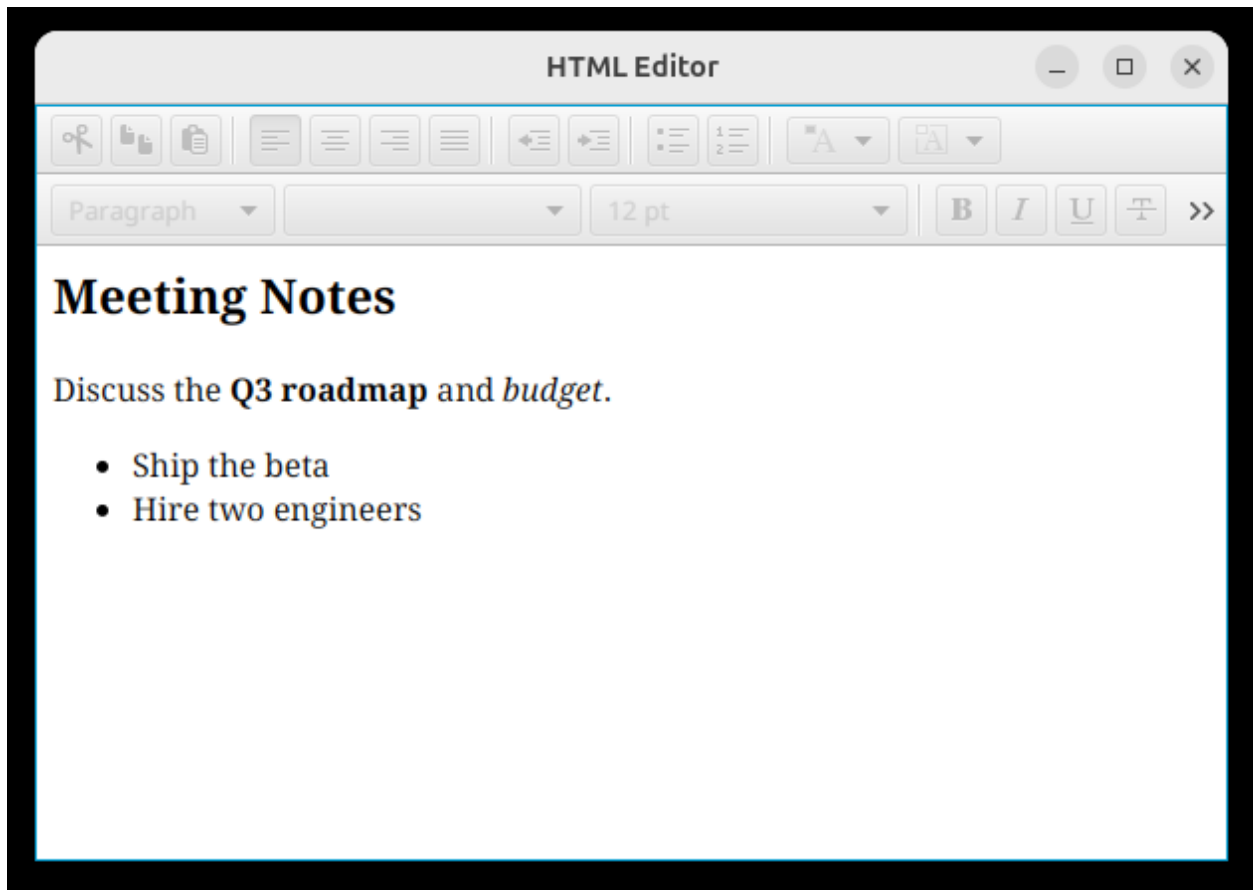 HTML Editor
Paragraph 12 pt B I U T
Meeting Notes
Discuss the Q3 roadmap and budget.
• Ship the beta
• Hire two engineers